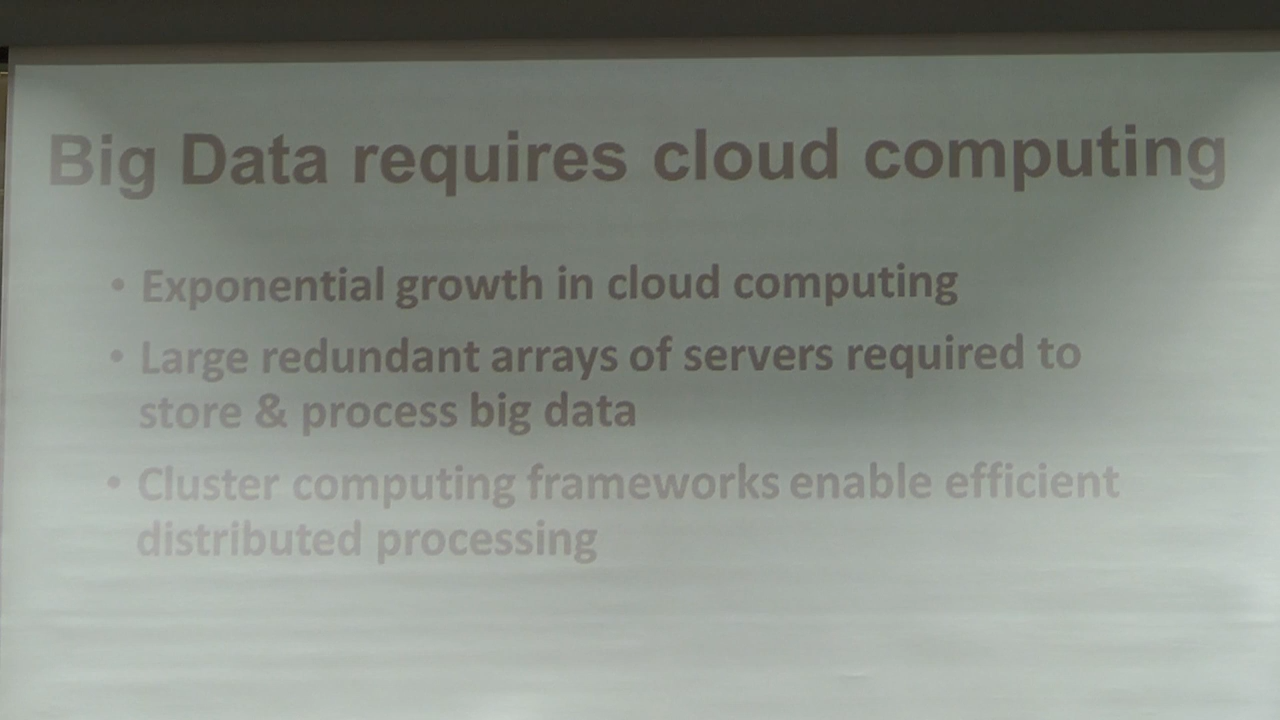 Big Data requires cloud computing
• Exponential growth in cloud computing
• Large redundant arrays of servers required to
store & process big data
• Cluster computing frameworks enable efficient
distributed processing